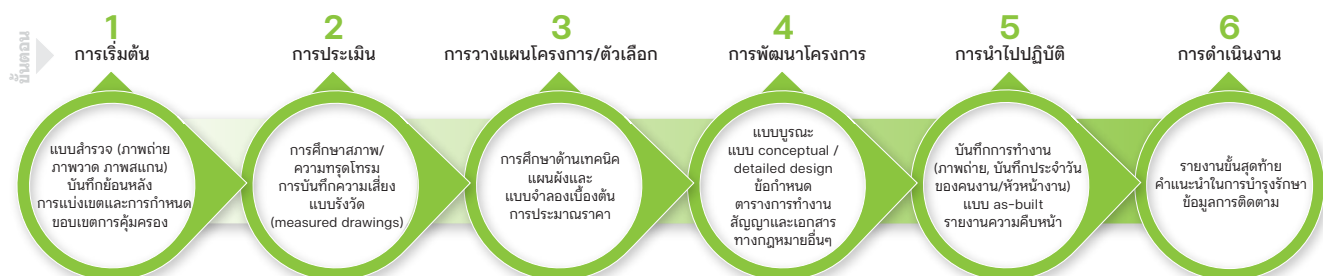 ขั้นตอน
1
การเริ่มต้น
แบบสำรวจ (ภาพถ่าย
ภาพวาด ภาพสแกน)
บันทึกย้อนหลัง
การแบ่งเขตและการกำหนด
ขอบเขตการคุ้มครอง
2
การประเมิน
การศึกษาสภาพ/
ความทรุดโทรม
การบันทึกความเสี่ยง
แบบรังวัด
(measured drawings)
3
การวางแผนโครงการ/ตัวเลือก
การศึกษาด้านเทคนิค
แผนผังและ
แบบจำลองเบื้องต้น
การประมาณราคา
4
การพัฒนาโครงการ
แบบบูรณะ
แบบ conceptual /
detailed design
ข้อกำหนด
ตารางการทำงาน
สัญญาและเอกสาร
ทางกฎหมายอื่นๆ
5
การนำไปปฏิบัติ
บันทึกการทำงาน
(ภาพถ่าย, บันทึกประจำวัน
ของคนงาน/หัวหน้างาน)
แบบ as-built
รายงานความคืบหน้า
6
การดำเนินงาน
รายงานขั้นสุดท้าย
คำแนะนำในการบำรุงรักษา
ข้อมูลการติดตาม